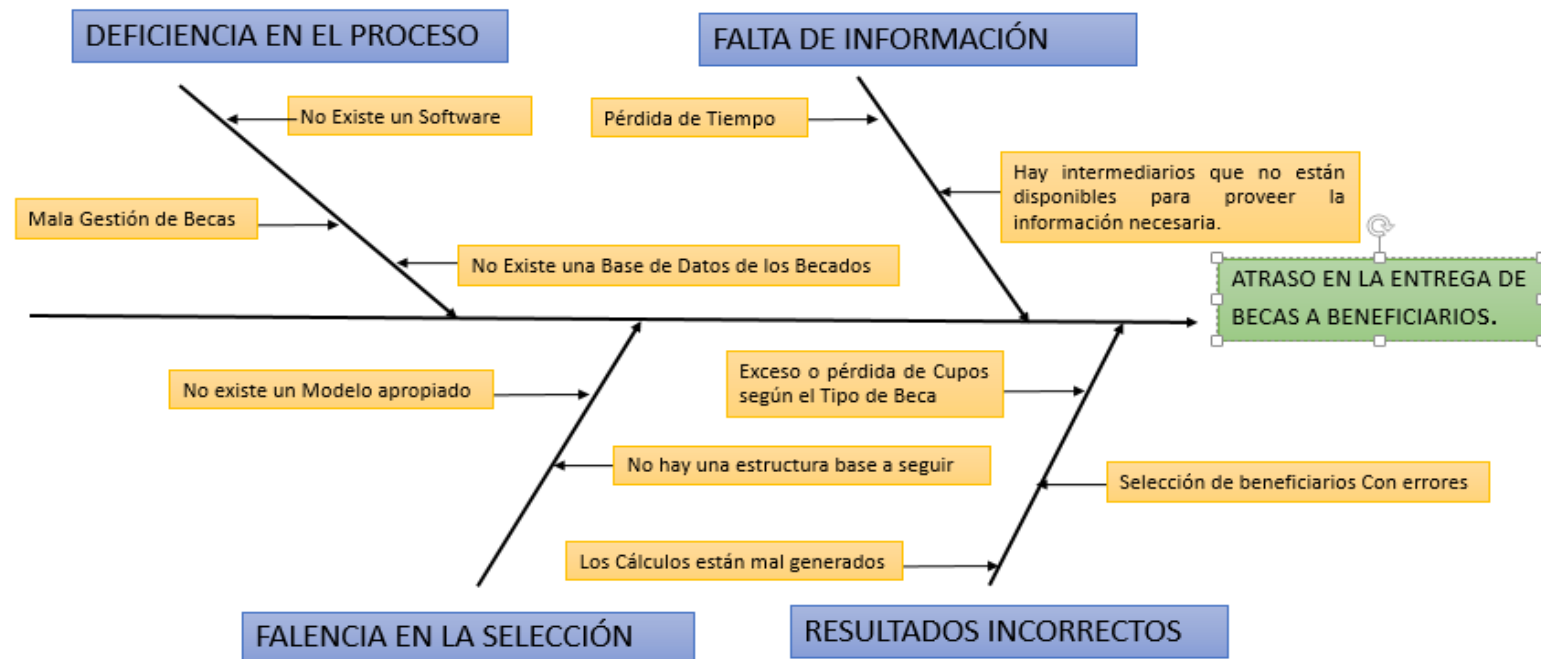 DEFICIENCIA EN EL PROCESO
FALTA DE INFORMACIÓN
No Existe un Software
Pérdida de Tiempo
Hay intermediarios que no están
disponibles para proveer la
información necesaria.
Mala Gestión de Becas
No Existe una Base de Datos de los Becados
ATRASO EN LA ENTREGA DE
BECAS A BENEFICIARIOS.
No existe un Modelo apropiado
Exceso o pérdida de Cupos
según el Tipo de Beca
No hay una estructura base a seguir
Selección de beneficiarios Con errores
Los Cálculos están mal generados
FALENCIA EN LA SELECCIÓN
RESULTADOS INCORRECTOS